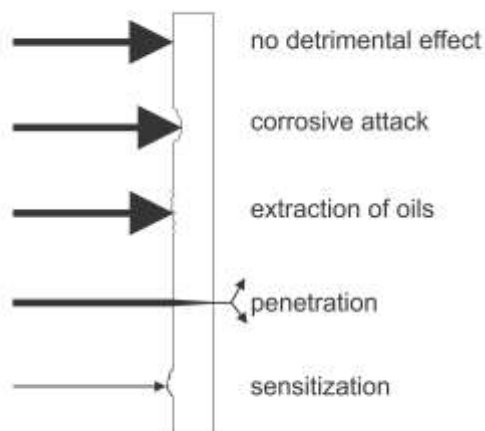 no detrimental effect
corrosive attack
extraction of oils
penetration
sensitization